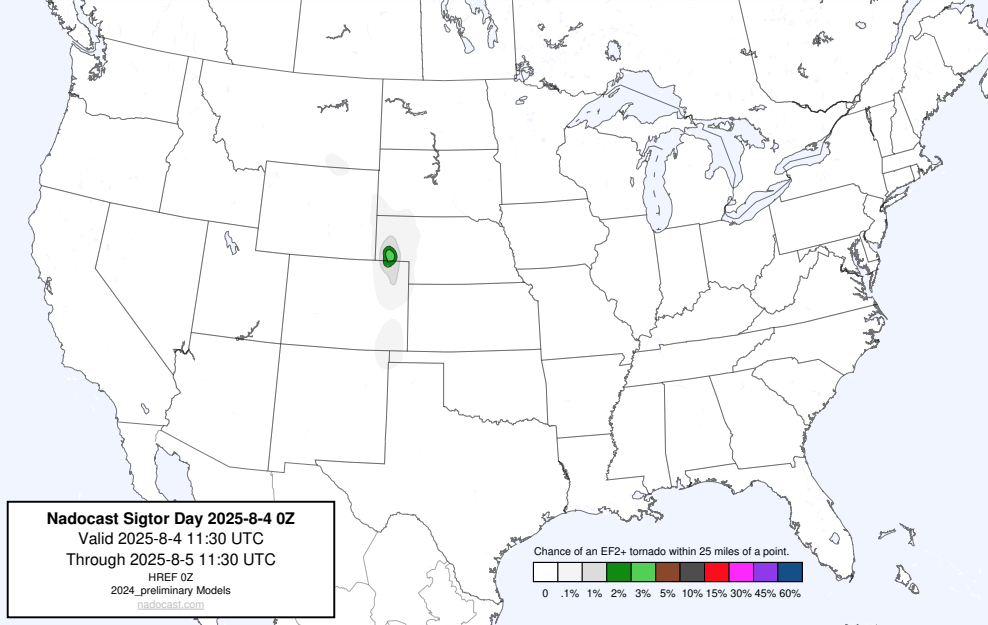 Nadocast Sigtor Day 2025-8-4 0Z
Valid 2025-8-4 11:30 UTC
Through 2025-8-5 11:30 UTC
HREF 0Z
2024_preliminary Models
nadocast.com
Chance of an EF2+ tornado within 25 miles of a point.
0 .1% 1% 2% 3% 5% 10% 15% 30% 45% 60%